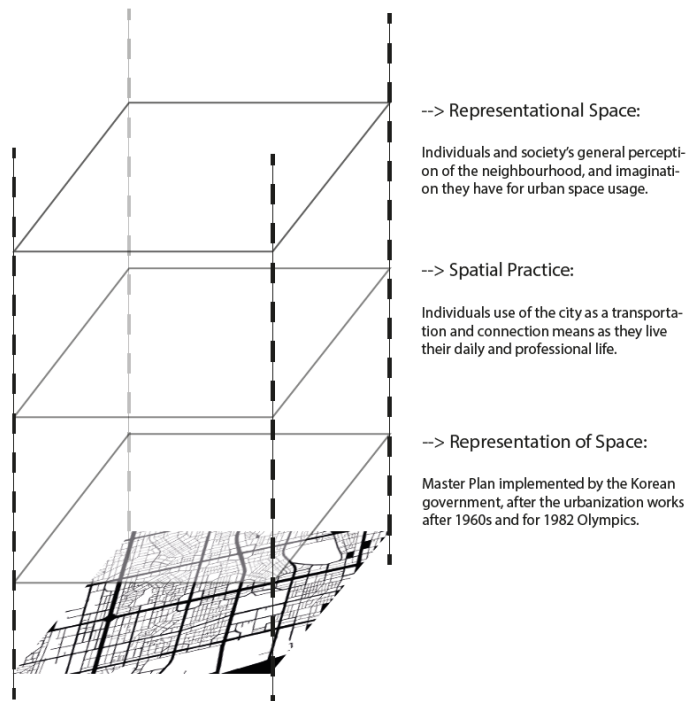 --> Representational Space:
Individuals and society's general percepti-
on of the neighbourhood, and imaginati-
on they have for urban space usage.
--> Spatial Practice:
Individuals use of the city as a transporta-
tation and connection means as they live
their daily and professional life.
--> Representation of Space:
Master Plan implemented by the Korean
government, after the urbanization works
after 1960s and for 1982 Olympics.